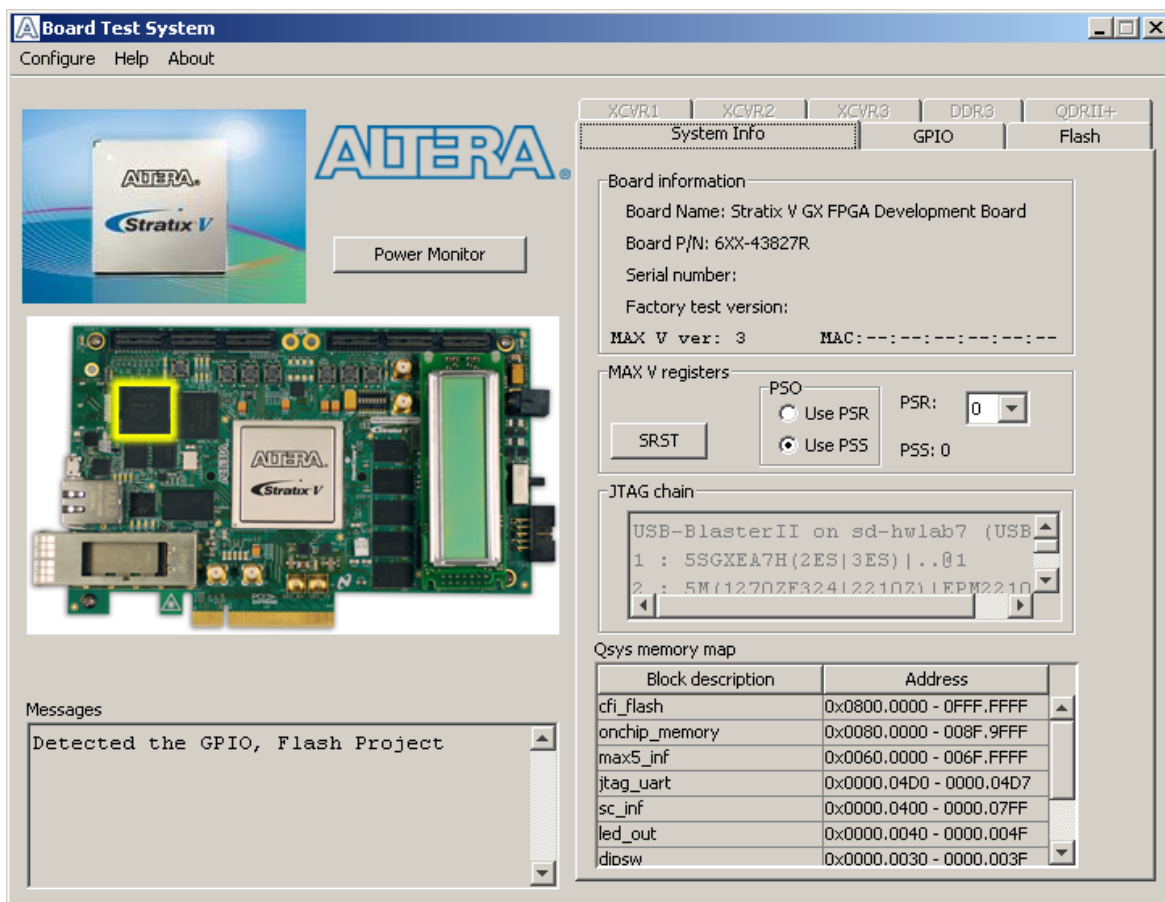 Board Test System
Configure Help About
ALTERA®
Stratix V
ALTERA®
Power Monitor
ALTERA
Stratix V
Messages
Detected the GPIO, Flash Project
XCVR1 XCVR2 XCVR3 DDR3 QDRII+
System Info GPIO Flash
Board information
Board Name: Stratix V GX FPGA Development Board
Board P/N: 6XX-43827R
Serial number:
Factory test version:
MAX V ver: 3 MAC:--:--:--:--:--:--
MAX V registers
SRST
PSO
Use PSR
Use PSS
PSR: 0
PSS: 0
JTAG chain
USB-BlasterII on sd-hwlab7 (USB
1 : 5SGXEA7H(2ES|3ES)|..@1
2 : 5M(1270ZF324|2210Z)|EPM2210
Qsys memory map
Block description Address
cfi_flash 0x0800.0000 - 0FFF.FFFF
onchip_memory 0x0080.0000 - 008F.9FFF
max5_inf 0x0060.0000 - 006F.FFFF
jtag_uart 0x0000.04D0 - 0000.04D7
sc_inf 0x0000.0400 - 0000.07FF
led_out 0x0000.0040 - 0000.004F
dipsw 0x0000.0030 - 0000.003F